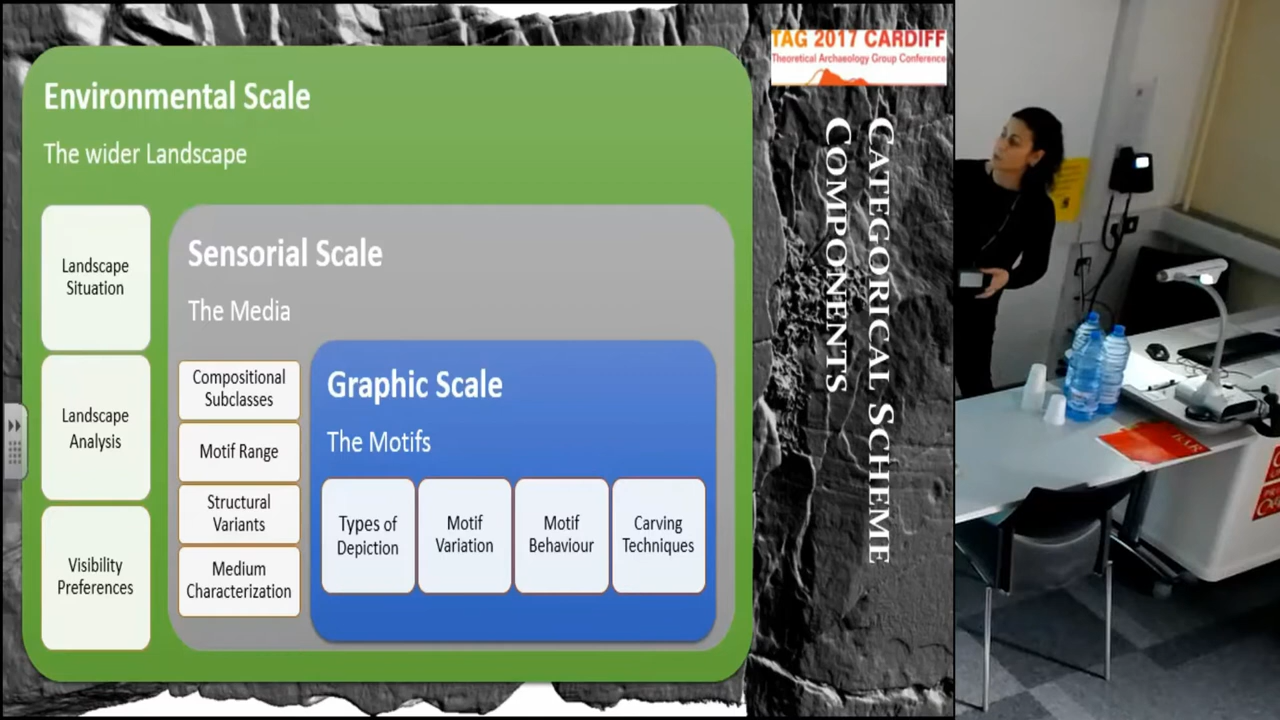 TAG 2017 CARDIFF
Theoretical Archaeology Group Conference
CATEGORICAL SCHEME
COMPONENTS
Environmental Scale
The wider Landscape
Landscape
Situation
Landscape
Analysis
Visibility
Preferences
Sensorial Scale
The Media
Compositional
Subclasses
Motif Range
Structural
Variants
Medium
Characterization
Graphic Scale
The Motifs
Types of
Depiction
Motif
Variation
Motif
Behaviour
Carving
Techniques
BAR